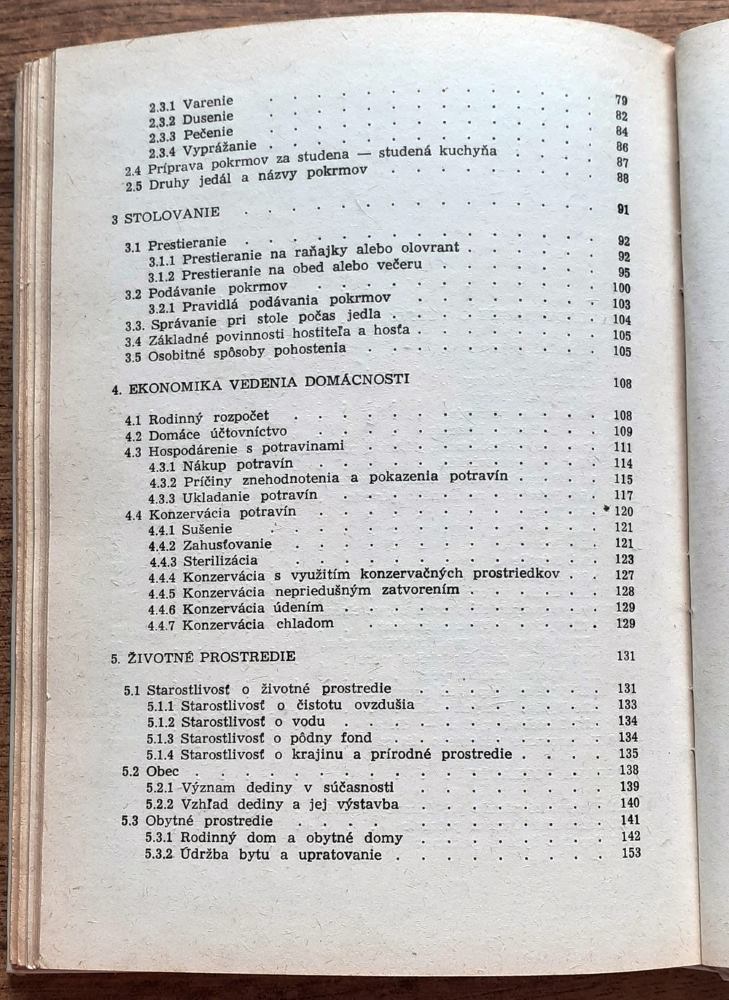 2.3.1 Varenie . . . . . . . . . . . . . . 79
2.3.2 Dusenie . . . . . . . . . . . . . . 82
2.3.3 Pečenie . . . . . . . . . . . . . . 84
2.3.4 Vyprážanie . . . . . . . . . . . . . 86
2.4 Príprava pokrmov za studena — studená kuchyňa . . . . 87
2.5 Druhy jedál a názvy pokrmov . . . . . . . . . . 88
3 STOLOVANIE . . . . . . . . . . . . . . . 91
3.1 Prestieranie . . . . . . . . . . . . . . . 92
3.1.1 Prestieranie na raňajky alebo olovrant . . . . . . 92
3.1.2 Prestieranie na obed alebo večeru . . . . . . . 95
3.2 Podávanie pokrmov . . . . . . . . . . . . . 100
3.2.1 Pravidlá podávania pokrmov . . . . . . . . 103
3.3. Správanie pri stole počas jedla . . . . . . . . . 104
3.4 Základné povinnosti hostiteľa a hosťa . . . . . . . . 105
3.5 Osobitné spôsoby pohostenia . . . . . . . . . . 105
4. EKONOMIKA VEDENIA DOMÁCNOSTI 108
4.1 Rodinný rozpočet . . . . . . . . . . . . . 108
4.2 Domáce účtovníctvo . . . . . . . . . . . . . 109
4.3 Hospodárenie s potravinami . . . . . . . . . . 111
4.3.1 Nákup potravín . . . . . . . . . . . . 114
4.3.2 Príčiny znehodnotenia a pokazenia potravín . . . . 115
4.3.3 Ukladanie potravín . . . . . . . . . . . 117
4.4 Konzervácia potravín . . . . . . . . . . . . 120
4.4.1 Sušenie . . . . . . . . . . . . . . 121
4.4.2 Zahusťovanie . . . . . . . . . . . . . 121
4.4.3 Sterilizácia . . . . . . . . . . . . . 123
4.4.4 Konzervácia s využitím konzervačných prostriedkov . . 127
4.4.5 Konzervácia nepriedušným zatvorením . . . . . . 128
4.4.6 Konzervácia údením . . . . . . . . . . . 129
4.4.7 Konzervácia chladom . . . . . . . . . . . 129
5. ŽIVOTNÉ PROSTREDIE 131
5.1 Starostlivosť o životné prostredie . . . . . . . . 131
5.1.1 Starostlivosť o čistotu ovzdušia . . . . . . . . 133
5.1.2 Starostlivosť o vodu . . . . . . . . . . . 134
5.1.3 Starostlivosť o pôdny fond . . . . . . . . . 134
5.1.4 Starostlivosť o krajinu a prírodné prostredie . . . . 135
5.2 Obec . . . . . . . . . . . . . . . . . 138
5.2.1 Význam dediny v súčasnosti . . . . . . . . . 139
5.2.2 Vzhľad dediny a jej výstavba . . . . . . . . 140
5.3 Obytné prostredie . . . . . . . . . . . . . 141
5.3.1 Rodinný dom a obytné domy . . . . . . . . 142
5.3.2 Údržba bytu a upratovanie . . . . . . . . . 153